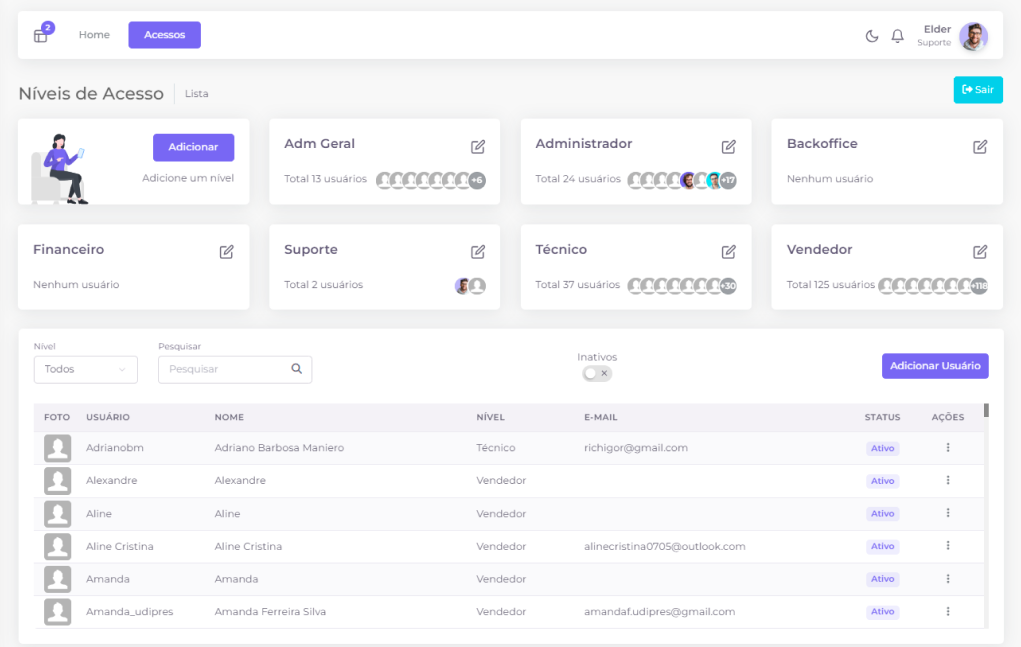 2
Home
Acessos
Elder
Suporte
Níveis de Acesso
Lista
Sair
Adicionar
Adicione um nível
Adm Geral
Total 13 usuários
+6
Administrador
Total 24 usuários
+17
Backoffice
Nenhum usuário
Financeiro
Nenhum usuário
Suporte
Total 2 usuários
Técnico
Total 37 usuários
+30
Vendedor
Total 125 usuários
+118
Nível
Todos
Pesquisar
Pesquisar
Inativos
Adicionar Usuário
FOTO USUÁRIO NOME NÍVEL E-MAIL STATUS AÇÕES
Adrianobm Adriano Barbosa Maniero Técnico richigor@gmail.com Ativo
Alexandre Alexandre Vendedor Ativo
Aline Aline Vendedor Ativo
Aline Cristina Aline Cristina Vendedor alinecristina0705@outlook.com Ativo
Amanda Amanda Vendedor Ativo
Amanda_udipres Amanda Ferreira Silva Vendedor amandaf.udipres@gmail.com Ativo